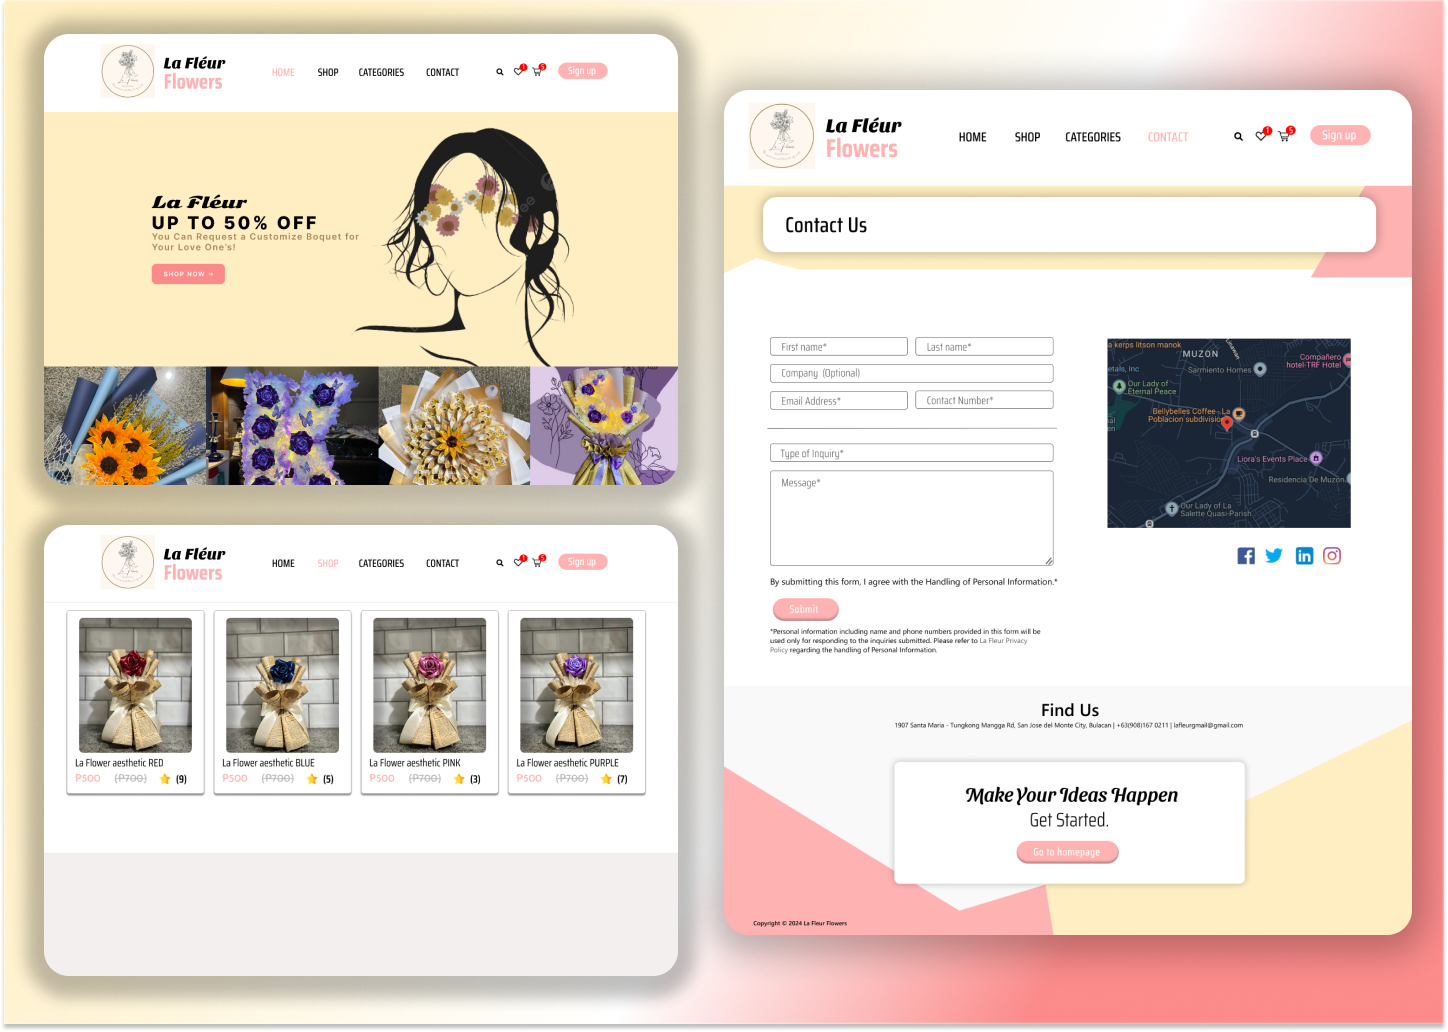 La Fléur
Flowers
HOME SHOP CATEGORIES CONTACT
1 5
Sign up
La Fléur
UP TO 50% OFF
You Can Request a Customize Boquet for
Your Love One's!
SHOP NOW →
La Fléur
Flowers
HOME SHOP CATEGORIES CONTACT
1 5
Sign up
La Flower aesthetic RED
₱500 (₱700) (9)
La Flower aesthetic BLUE
₱500 (₱700) (5)
La Flower aesthetic PINK
₱500 (₱700) (3)
La Flower aesthetic PURPLE
₱500 (₱700) (7)
La Fléur
Flowers
HOME SHOP CATEGORIES CONTACT
1 5
Sign up
Contact Us
First name* Last name*
Company (Optional)
Email Address* Contact Number*
Type of Inquiry*
Message*
By submitting this form, I agree with the Handling of Personal Information.*
Submit
*Personal information including name and phone numbers provided in this form will be
used only for responding to the inquiries submitted. Please refer to La Fleur Privacy
Policy regarding the handling of Personal Information.
a kerps litson manok
MUZON
Compañero
hotel-TRF Hotel
etals, Inc
Sarmiento Homes
Our Lady of
Eternal Peace
Bellybelles Coffee - La
Poblacion subdivision
al
en
Liora's Events Place
Residencia De Muzon
Our Lady of La
Salette Quasi-Parish
Find Us
1907 Santa Maria - Tungkong Mangga Rd, San Jose del Monte City, Bulacan | +63(908)167 0211 | lafleurgmail@gmail.com
Make Your Ideas Happen
Get Started.
Go to homepage
Copyright © 2024 La Fleur Flowers